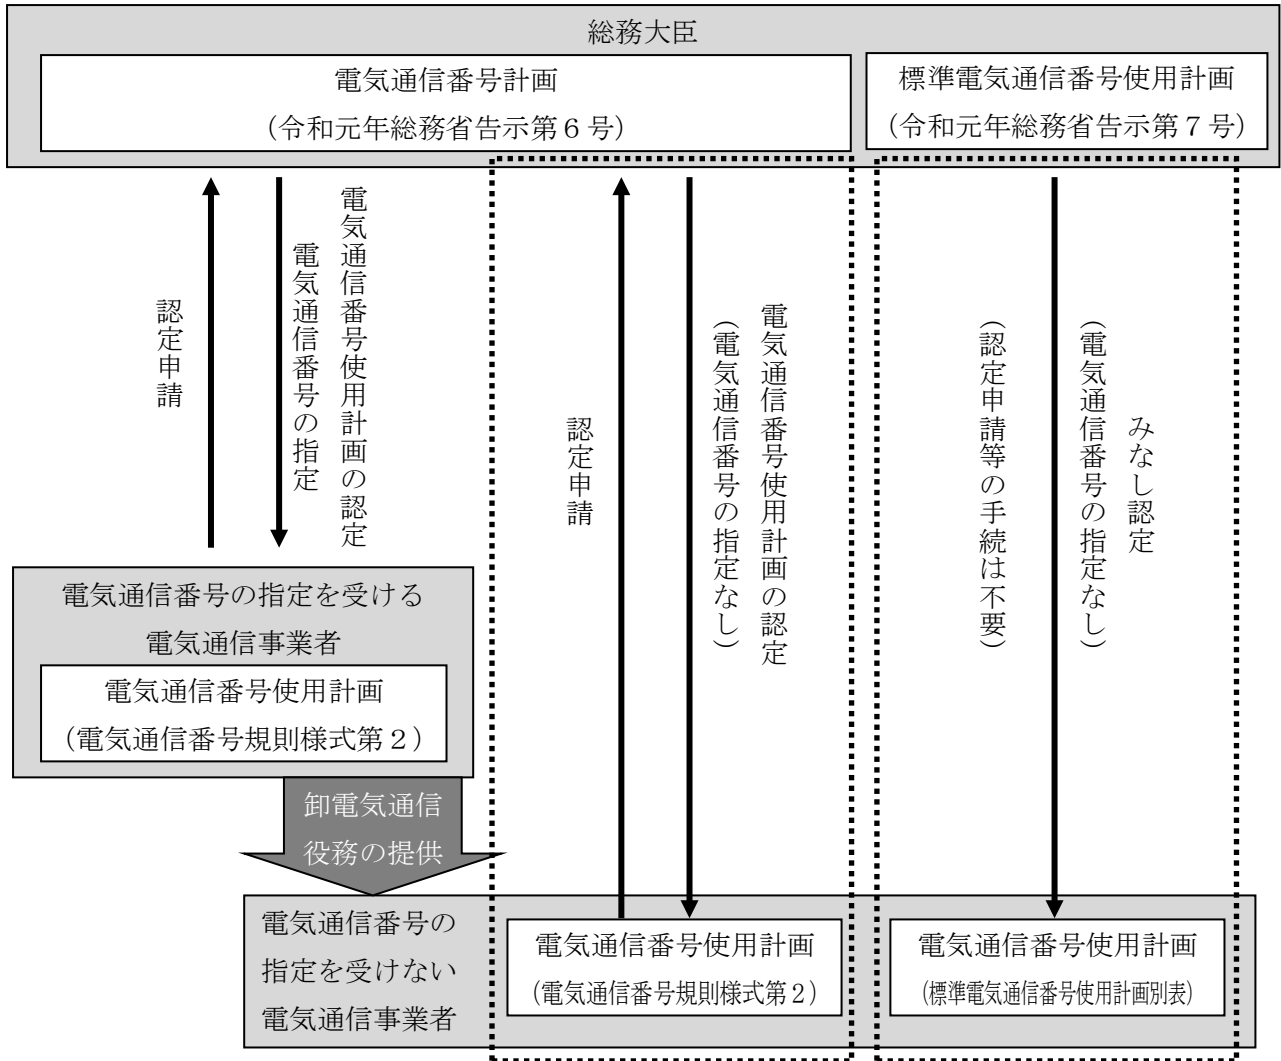 総務大臣
電気通信番号計画
（令和元年総務省告示第６号）
標準電気通信番号使用計画
（令和元年総務省告示第７号）
認定申請
電気通信番号使用計画の認定
電気通信番号の指定
認定申請
電気通信番号使用計画の認定
（電気通信番号の指定なし）
みなし認定
（電気通信番号の指定なし）
（認定申請等の手続は不要）
電気通信番号の指定を受ける
電気通信事業者
電気通信番号使用計画
（電気通信番号規則様式第２）
卸電気通信
役務の提供
電気通信番号の
指定を受けない
電気通信事業者
電気通信番号使用計画
（電気通信番号規則様式第２）
電気通信番号使用計画
（標準電気通信番号使用計画別表）